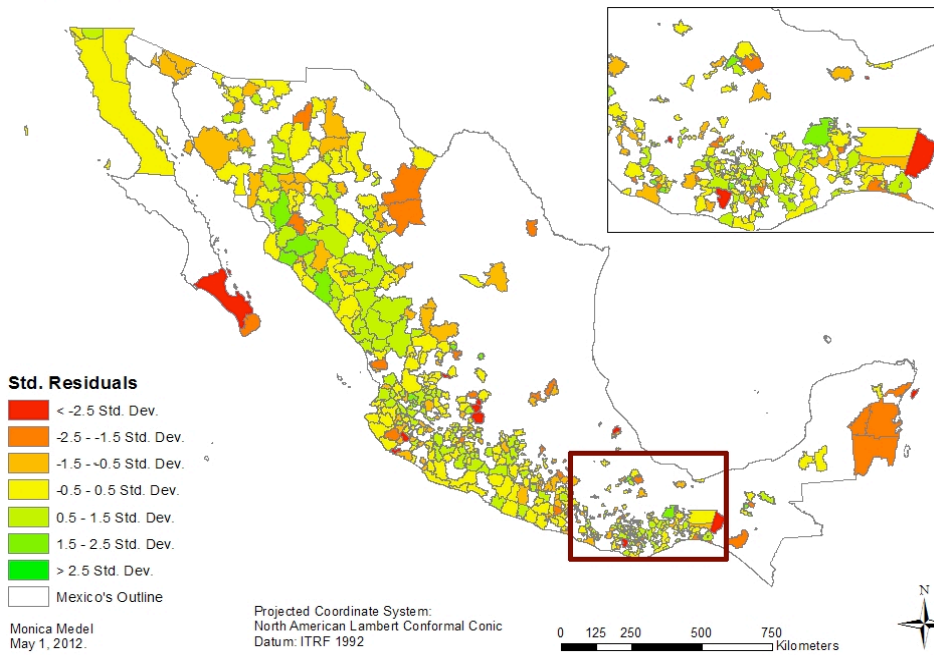 Std. Residuals
< -2.5 Std. Dev.
-2.5 - -1.5 Std. Dev.
-1.5 - -0.5 Std. Dev.
-0.5 - 0.5 Std. Dev.
0.5 - 1.5 Std. Dev.
1.5 - 2.5 Std. Dev.
> 2.5 Std. Dev.
Mexico's Outline
Monica Medel
May 1, 2012.
Projected Coordinate System:
North American Lambert Conformal Conic
Datum: ITRF 1992
0 125 250 500 750
Kilometers
N